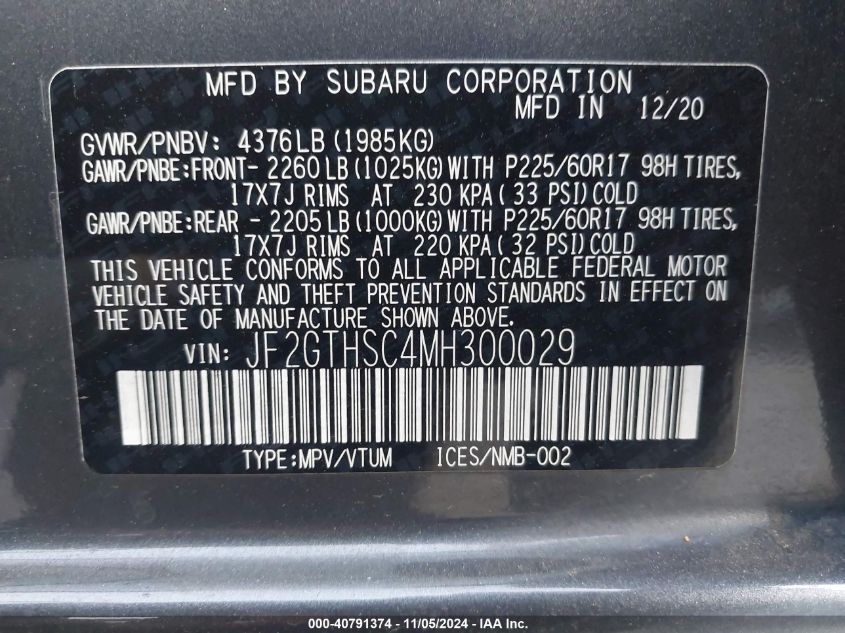 MFD BY SUBARU CORPORATION
MFD IN 12/20
GVWR/PNBV: 4376LB (1985KG)
GAWR/PNBE:FRONT- 2260LB (1025KG) WITH P225/60R17 98H TIRES,
17X7J RIMS AT 230 KPA (33 PSI) COLD
GAWR/PNBE:REAR - 2205LB (1000KG) WITH P225/60R17 98H TIRES,
17X7J RIMS AT 220 KPA (32 PSI) COLD
THIS VEHICLE CONFORMS TO ALL APPLICABLE FEDERAL MOTOR
VEHICLE SAFETY AND THEFT PREVENTION STANDARDS IN EFFECT ON
THE DATE OF MANUFACTURE SHOWN ABOVE.
VIN: JF2GTHSC4MH300029
TYPE:MPV/VTUM ICES/NMB-002
000-40791374 - 11/05/2024 - IAA Inc.